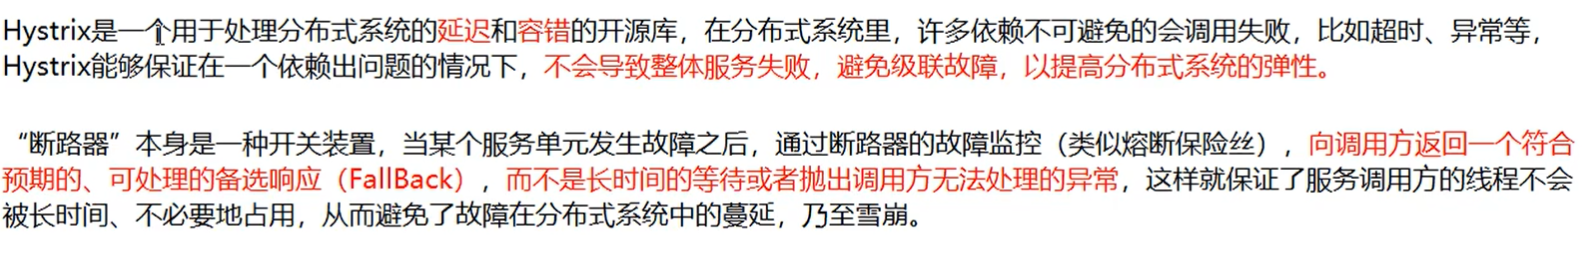 Hystrix是一个用于处理分布式系统的延迟和容错的开源库，在分布式系统里，许多依赖不可避免的会调用失败，比如超时、异常等，
Hystrix能够保证在一个依赖出问题的情况下，不会导致整体服务失败，避免级联故障，以提高分布式系统的弹性。
“断路器”本身是一种开关装置，当某个服务单元发生故障之后，通过断路器的故障监控（类似熔断保险丝），向调用方返回一个符合
预期的、可处理的备选响应（FallBack），而不是长时间的等待或者抛出调用方无法处理的异常，这样就保证了服务调用方的线程不会
被长时间、不必要地占用，从而避免了故障在分布式系统中的蔓延，乃至雪崩。